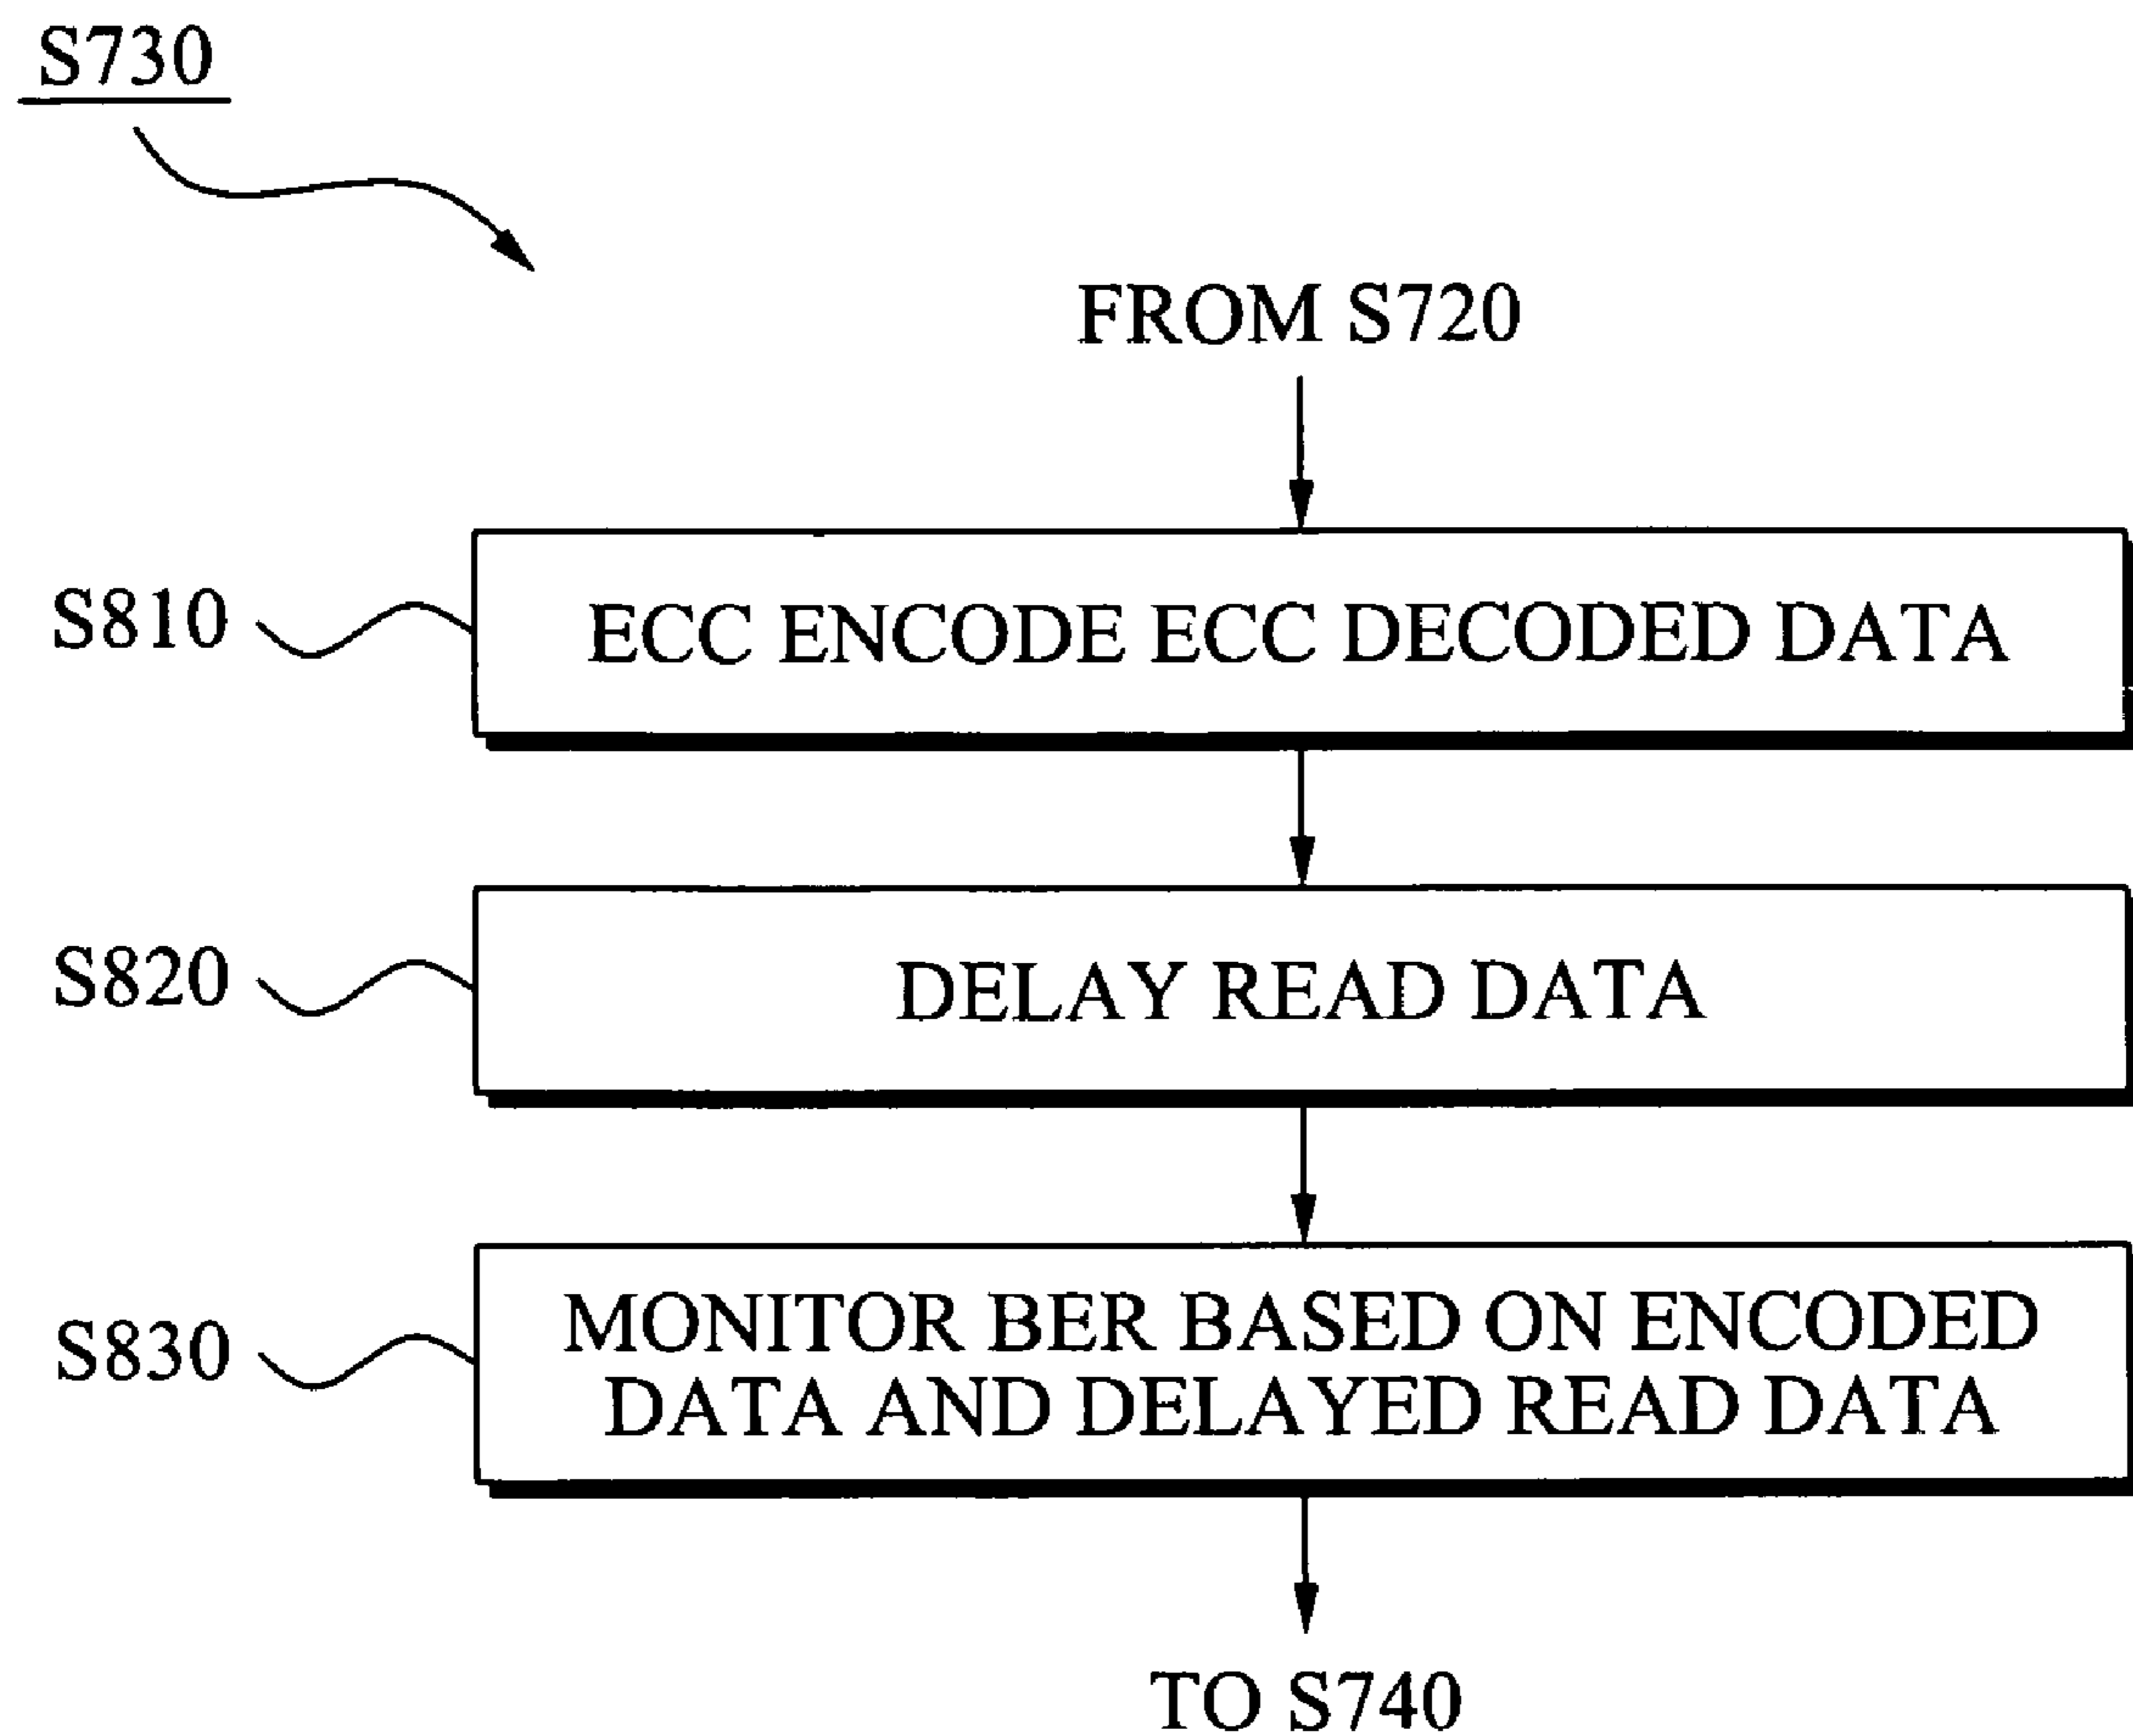 S730
FROM S720
S810
ECC ENCODE ECC DECODED DATA
S820
DELAY READ DATA
S830
MONITOR BER BASED ON ENCODED
DATA AND DELAYED READ DATA
TO S740